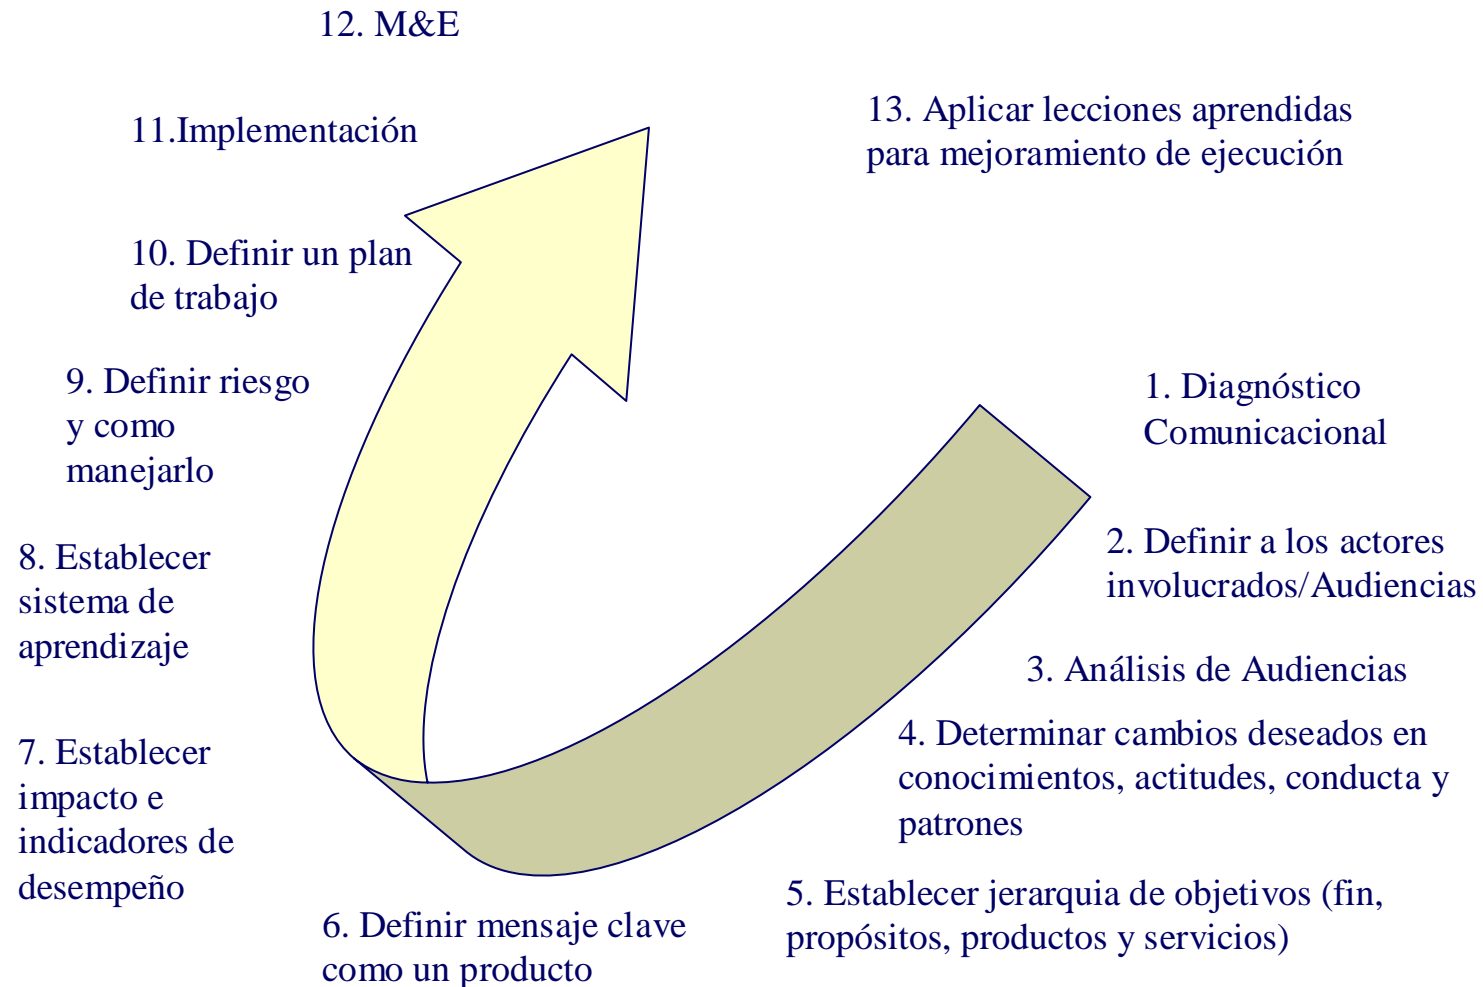 12. M&E
11.Implementación
13. Aplicar lecciones aprendidas
para mejoramiento de ejecución
10. Definir un plan
de trabajo
9. Definir riesgo
y como
manejarlo
1. Diagnóstico
Comunicacional
8. Establecer
sistema de
aprendizaje
2. Definir a los actores
involucrados/Audiencias
3. Análisis de Audiencias
7. Establecer
impacto e
indicadores de
desempeño
4. Determinar cambios deseados en
conocimientos, actitudes, conducta y
patrones
6. Definir mensaje clave
como un producto
5. Establecer jerarquia de objetivos (fin,
propósitos, productos y servicios)